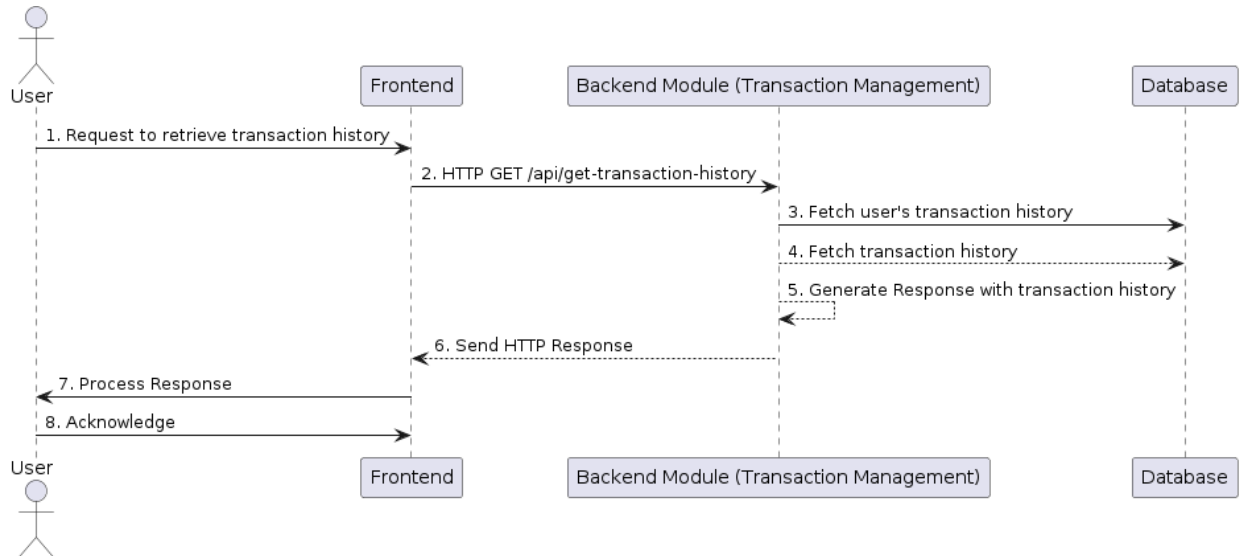 User
Frontend
Backend Module (Transaction Management)
Database
1. Request to retrieve transaction history
2. HTTP GET /api/get-transaction-history
3. Fetch user's transaction history
4. Fetch transaction history
5. Generate Response with transaction history
6. Send HTTP Response
7. Process Response
8. Acknowledge
User
Frontend
Backend Module (Transaction Management)
Database